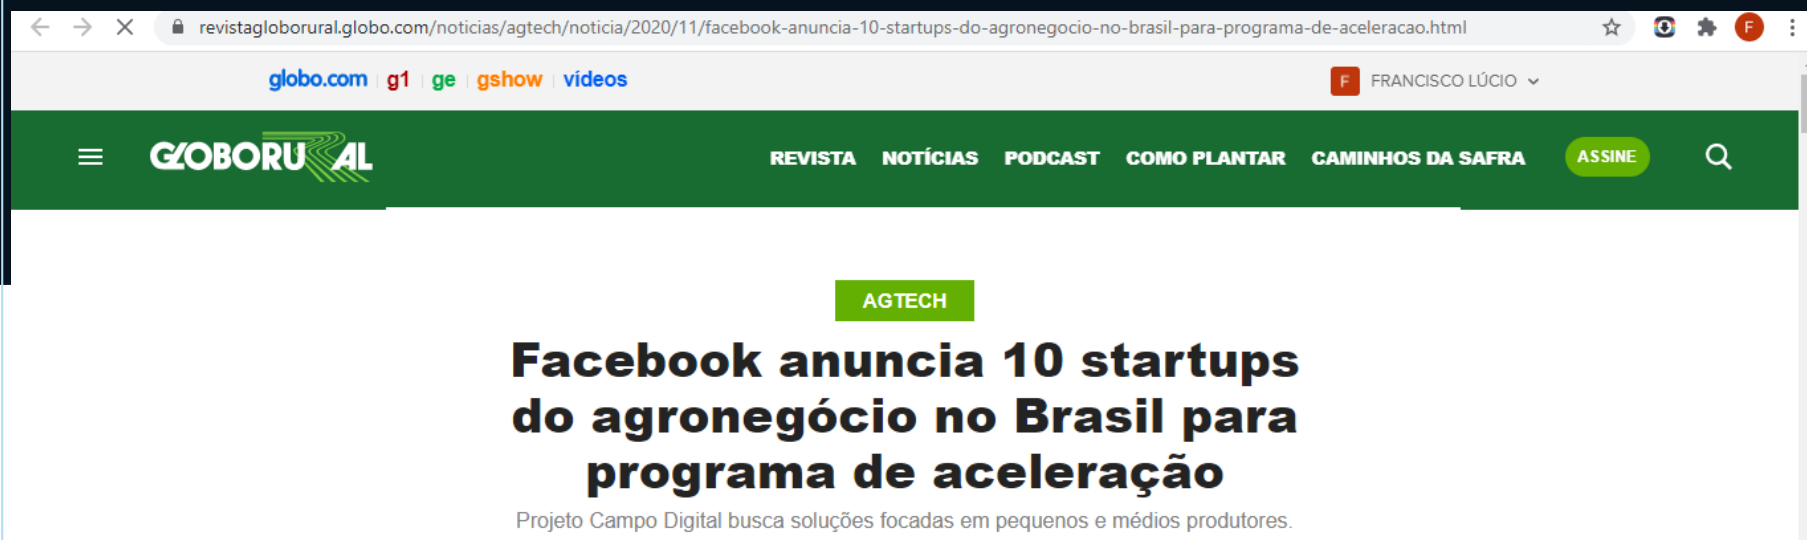 revistagloborural.globo.com/noticias/agtech/noticia/2020/11/facebook-anuncia-10-startups-do-agronegocio-no-brasil-para-programa-de-aceleracao.html F
globo.com g1 ge gshow vídeos F FRANCISCO LÚCIO
GLOBORURAL REVISTA NOTÍCIAS PODCAST COMO PLANTAR CAMINHOS DA SAFRA ASSINE
AGTECH
Facebook anuncia 10 startups
do agronegócio no Brasil para
programa de aceleração
Projeto Campo Digital busca soluções focadas em pequenos e médios produtores.